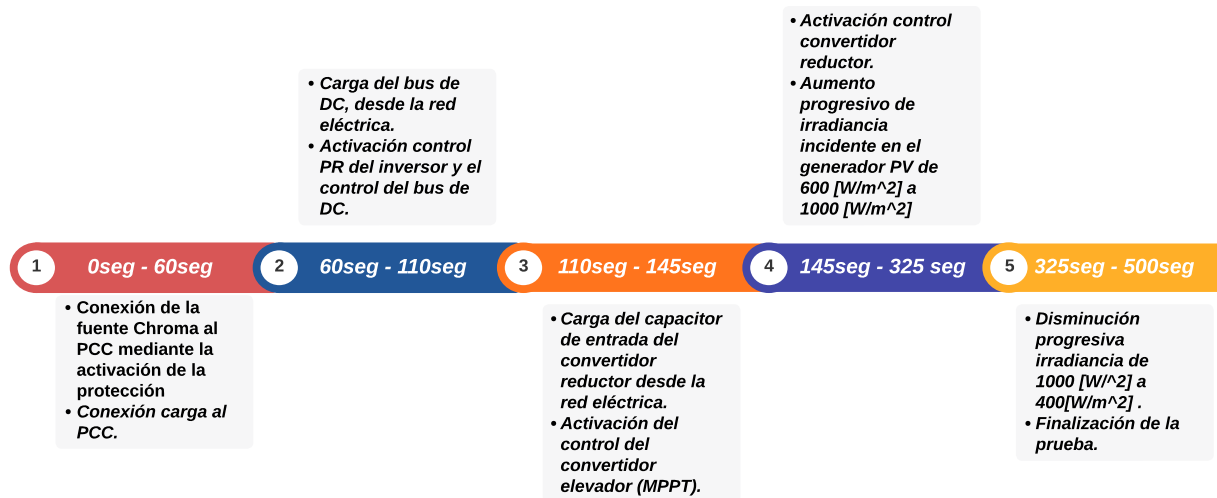 1
0seg - 60seg
• Conexión de la
fuente Chroma al
PCC mediante la
activación de la
protección
• Conexión carga al
PCC.
2
60seg - 110seg
• Carga del bus de
DC, desde la red
eléctrica.
• Activación control
PR del inversor y el
control del bus de
DC.
3
110seg - 145seg
• Carga del capacitor
de entrada del
convertidor
reductor desde la
red eléctrica.
• Activación del
control del
convertidor
elevador (MPPT).
4
145seg - 325 seg
• Activación control
convertidor
reductor.
• Aumento
progresivo de
irradiancia
incidente en el
generador PV de
600 [W/m^2] a
1000 [W/m^2]
5
325seg - 500seg
• Disminución
progresiva
irradiancia de
1000 [W/^2] a
400[W/m^2] .
• Finalización de la
prueba.